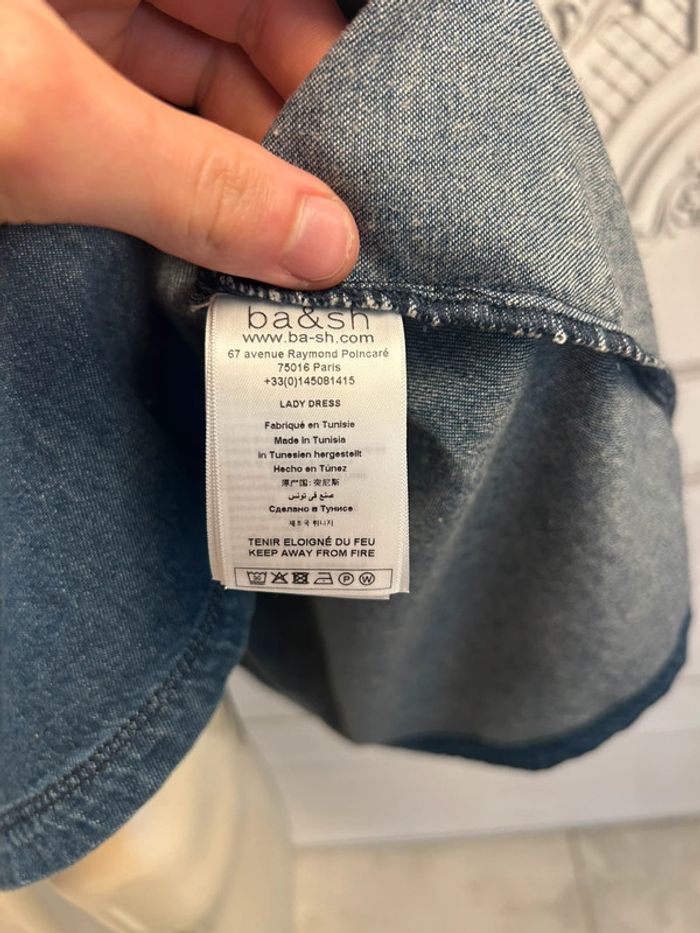 ba&sh
www.ba-sh.com
67 avenue Raymond Poincaré
75016 Paris
+33(0)145081415
LADY DRESS
Fabriqué en Tunisie
Made in Tunisia
in Tunesien hergestellt
Hecho en Túnez
原产国: 突尼斯
صنع في تونس
Сделано в Тунисе
제조국 튀니지
TENIR ELOIGNÉ DU FEU
KEEP AWAY FROM FIRE
30
P W